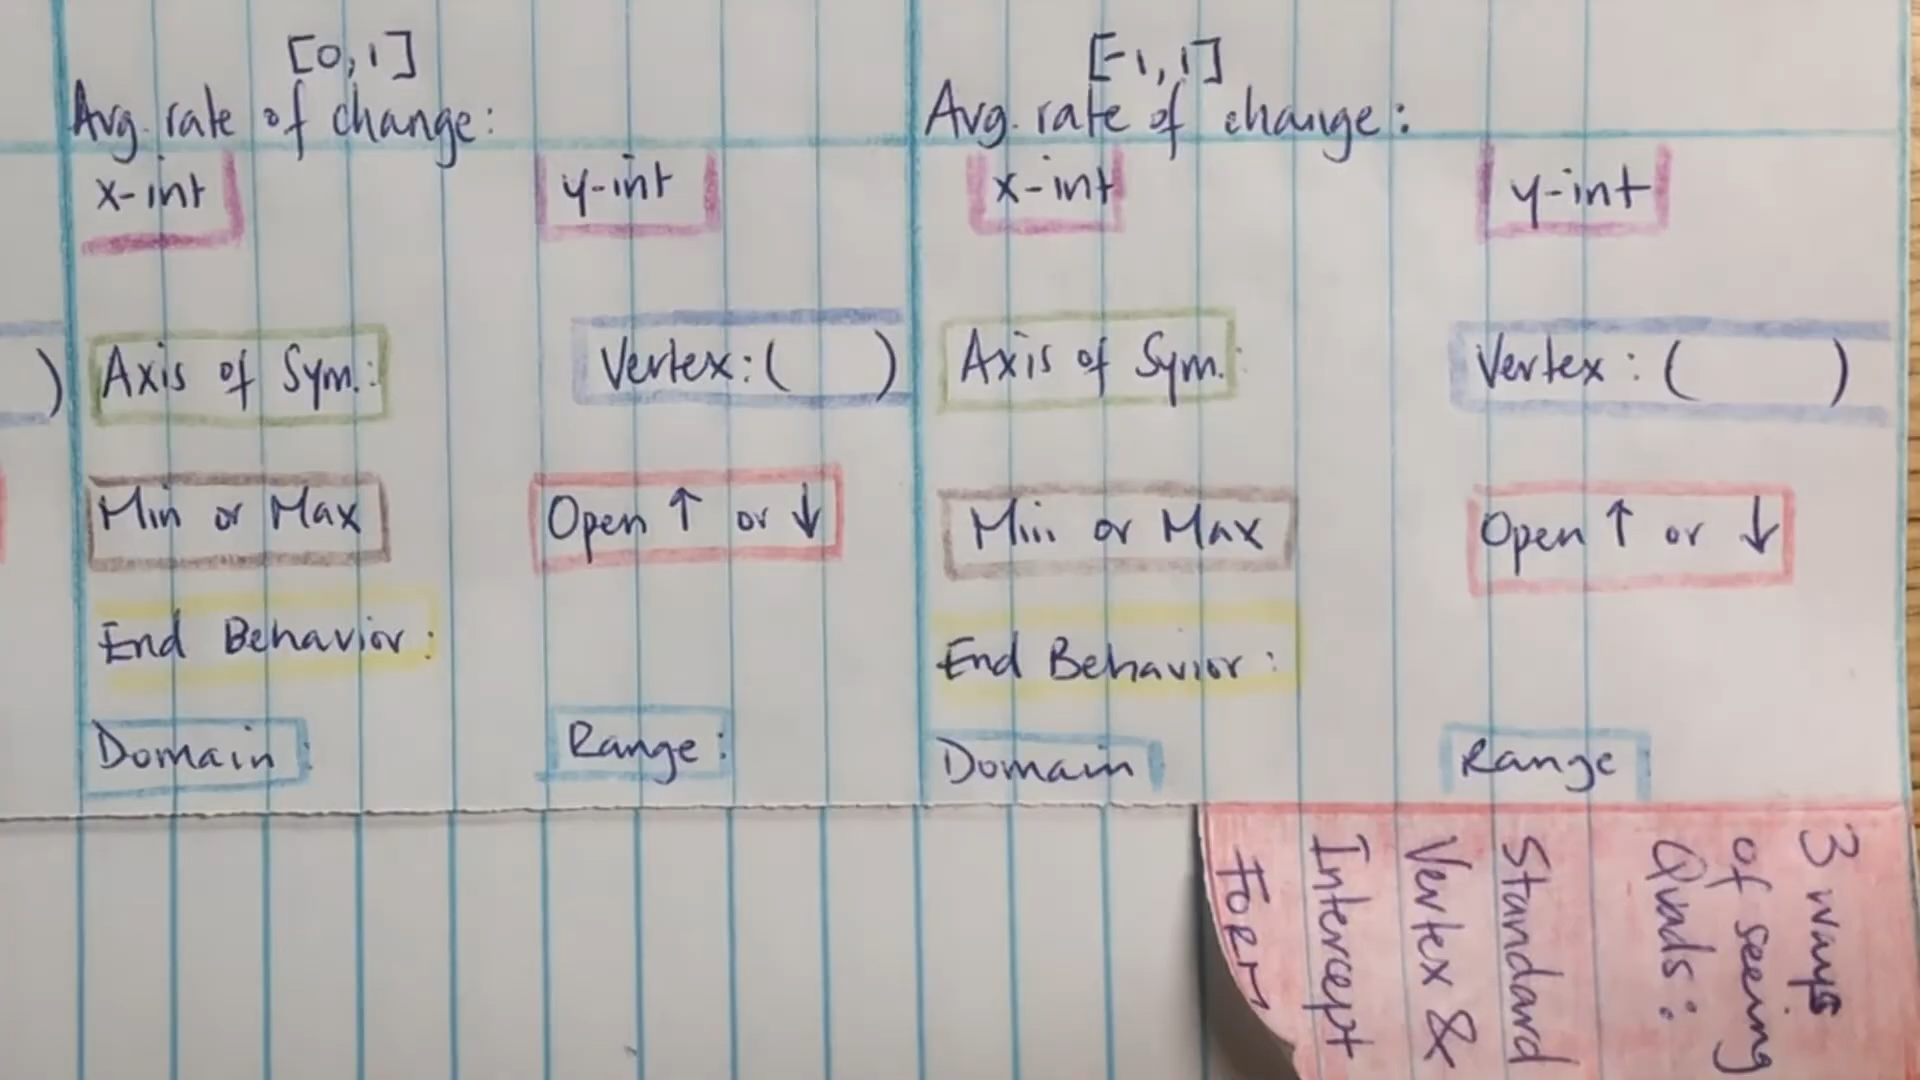 [0,1]
Avg. rate of change:
x-int
y-int
)
Axis of Sym.:
Vertex: ( )
Min or Max
Open ↑ or ↓
End Behavior:
Domain:
Range:
[-1,1]
Avg. rate of change:
x-int
y-int
Axis of Sym.:
Vertex: ( )
Min or Max
Open ↑ or ↓
End Behavior:
Domain
Range
3 ways
of seeing
Quads:
Standard
Vertex &
Intercept
FORM